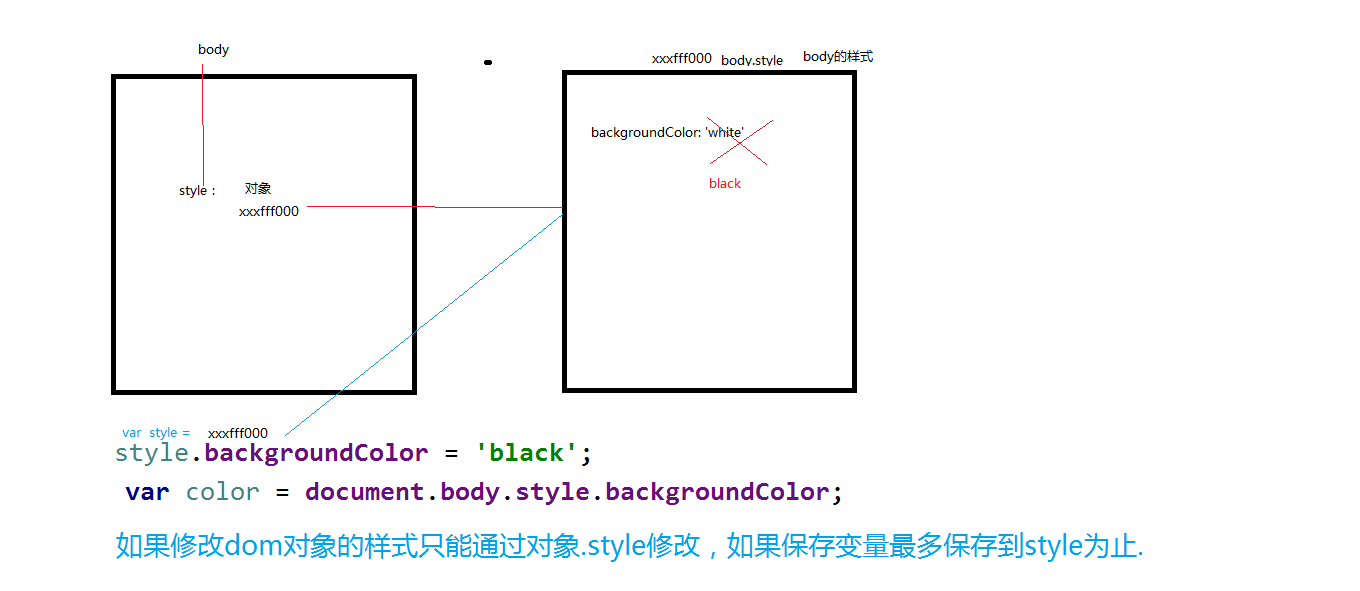 body
xxxfff000 body.style body的样式
backgroundColor: 'white'
black
style : 对象
xxxfff000
var style = xxxfff000
style.backgroundColor = 'black';
var color = document.body.style.backgroundColor;
如果修改dom对象的样式只能通过对象.style修改，如果保存变量最多保存到style为止.